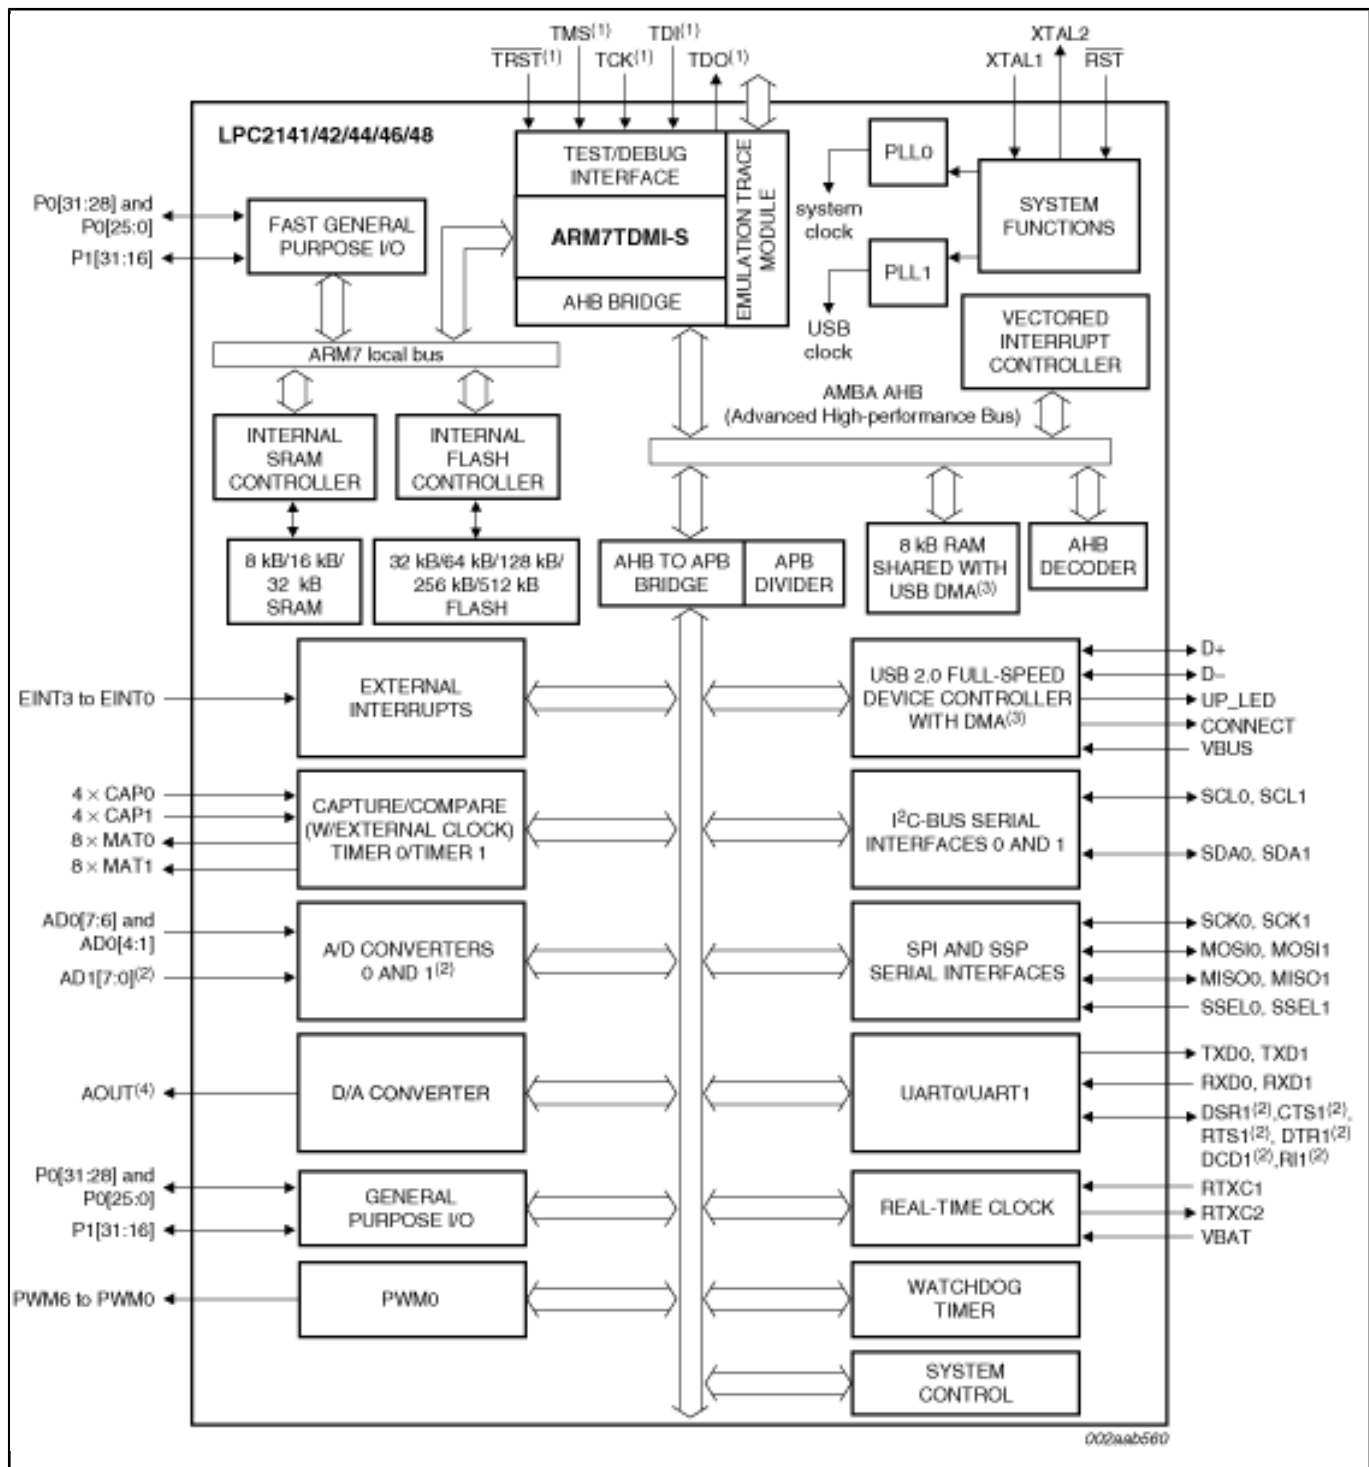 TMS(1)
TDI(1)
XTAL2
TRST(1)
TCK(1)
TDO(1)
XTAL1
RST
LPC2141/42/44/46/48
TEST/DEBUG
INTERFACE
ARM7TDMI-S
AHB BRIDGE
EMULATION TRACE
MODULE
PLL0
system
clock
PLL1
USB
clock
SYSTEM
FUNCTIONS
P0[31:28] and
P0[25:0]
P1[31:16]
FAST GENERAL
PURPOSE I/O
VECTORED
INTERRUPT
CONTROLLER
ARM7 local bus
AMBA AHB
(Advanced High-performance Bus)
INTERNAL
SRAM
CONTROLLER
INTERNAL
FLASH
CONTROLLER
8 kB/16 kB/
32 kB
SRAM
32 kB/64 kB/128 kB/
256 kB/512 kB
FLASH
AHB TO APB
BRIDGE
APB
DIVIDER
8 kB RAM
SHARED WITH
USB DMA(3)
AHB
DECODER
EINT3 to EINT0
EXTERNAL
INTERRUPTS
USB 2.0 FULL-SPEED
DEVICE CONTROLLER
WITH DMA(3)
D+
D−
UP_LED
CONNECT
VBUS
4 × CAP0
4 × CAP1
8 × MAT0
8 × MAT1
CAPTURE/COMPARE
(W/EXTERNAL CLOCK)
TIMER 0/TIMER 1
I2C-BUS SERIAL
INTERFACES 0 AND 1
SCL0, SCL1
SDA0, SDA1
AD0[7:6] and
AD0[4:1]
AD1[7:0](2)
A/D CONVERTERS
0 AND 1(2)
SPI AND SSP
SERIAL INTERFACES
SCK0, SCK1
MOSI0, MOSI1
MISO0, MISO1
SSEL0, SSEL1
AOUT(4)
D/A CONVERTER
UART0/UART1
TXD0, TXD1
RXD0, RXD1
DSR1(2),CTS1(2),
RTS1(2), DTR1(2)
DCD1(2),RI1(2)
P0[31:28] and
P0[25:0]
P1[31:16]
GENERAL
PURPOSE I/O
REAL-TIME CLOCK
RTXC1
RTXC2
VBAT
PWM6 to PWM0
PWM0
WATCHDOG
TIMER
SYSTEM
CONTROL
002aab560